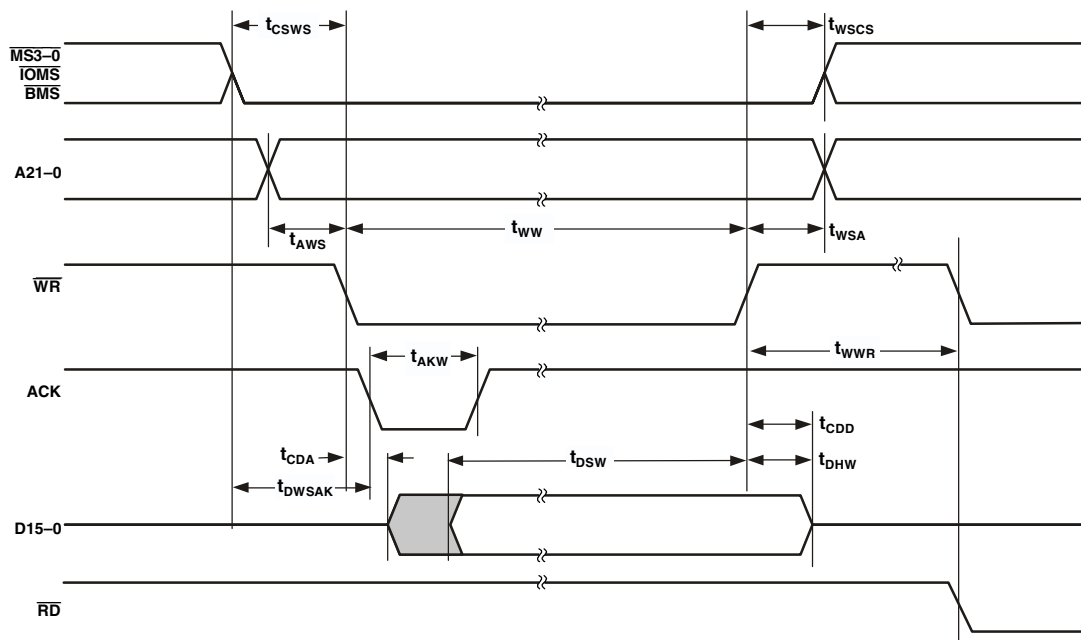 tCSWS
tWSCS
MS3–0
IOMS
BMS
A21–0
tAWS
tWW
tWSA
WR
tAKW
tWWR
ACK
tCDD
tCDA
tDSW
tDHW
tDWSAK
D15–0
RD